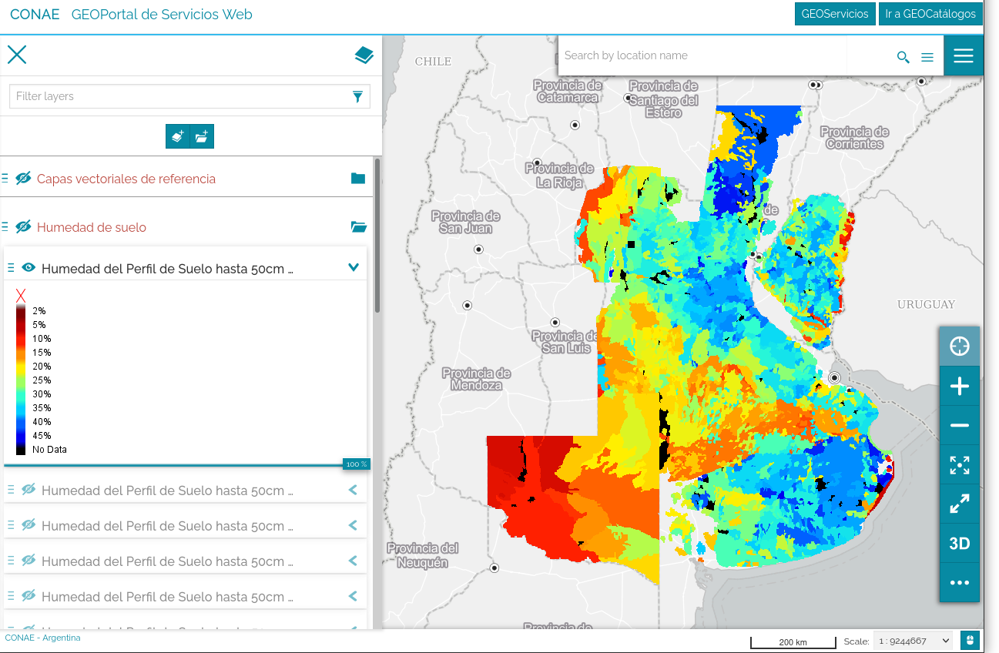 CONAE GEOPortal de Servicios Web
GEOServicios
Ir a GEOCatálogos
Filter layers
Capas vectoriales de referencia
Humedad de suelo
Humedad del Perfil de Suelo hasta 50cm ...
2%
5%
10%
15%
20%
25%
30%
35%
40%
45%
No Data
100 %
Humedad del Perfil de Suelo hasta 50cm ...
Humedad del Perfil de Suelo hasta 50cm ...
Humedad del Perfil de Suelo hasta 50cm ...
Humedad del Perfil de Suelo hasta 50cm ...
Search by location name
CHILE
Provincia de
Catamarca
Provincia de
Santiago del
Estero
Provincia de
Corrientes
Provincia de
La Rioja
de
Provincia de
San Juan
URUGUAY
Provincia de
San Luis
Provincia de
Mendoza
Provincia del
Neuquén
Provincia de
3D
CONAE - Argentina
200 km
Scale:
1 : 9244667